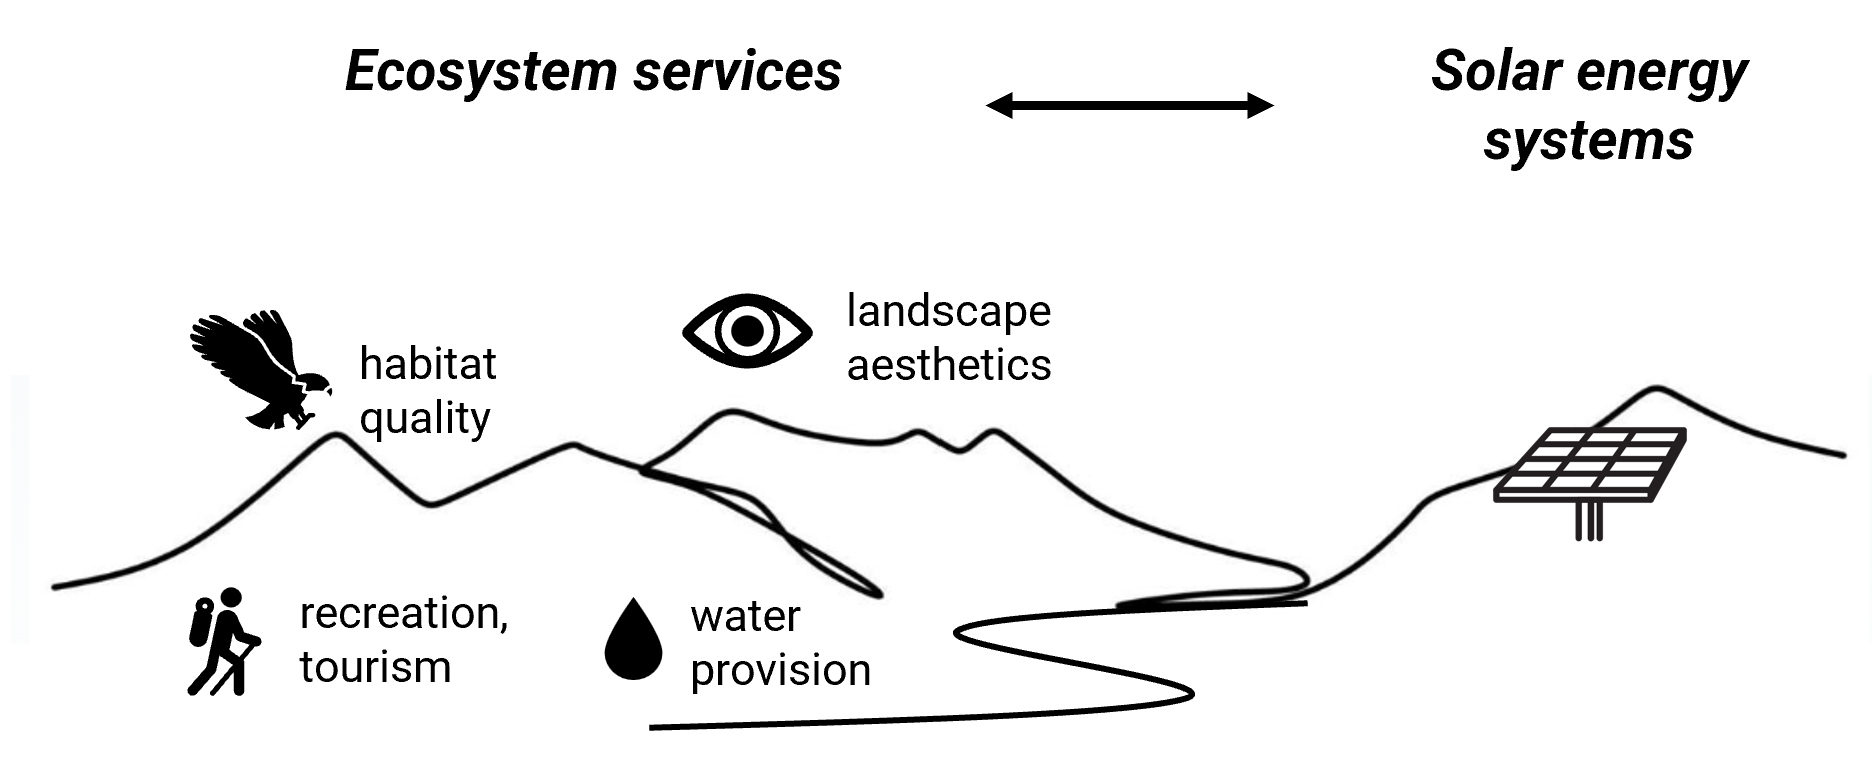 Ecosystem services
Solar energy
systems
landscape
aesthetics
habitat
quality
recreation,
tourism
water
provision